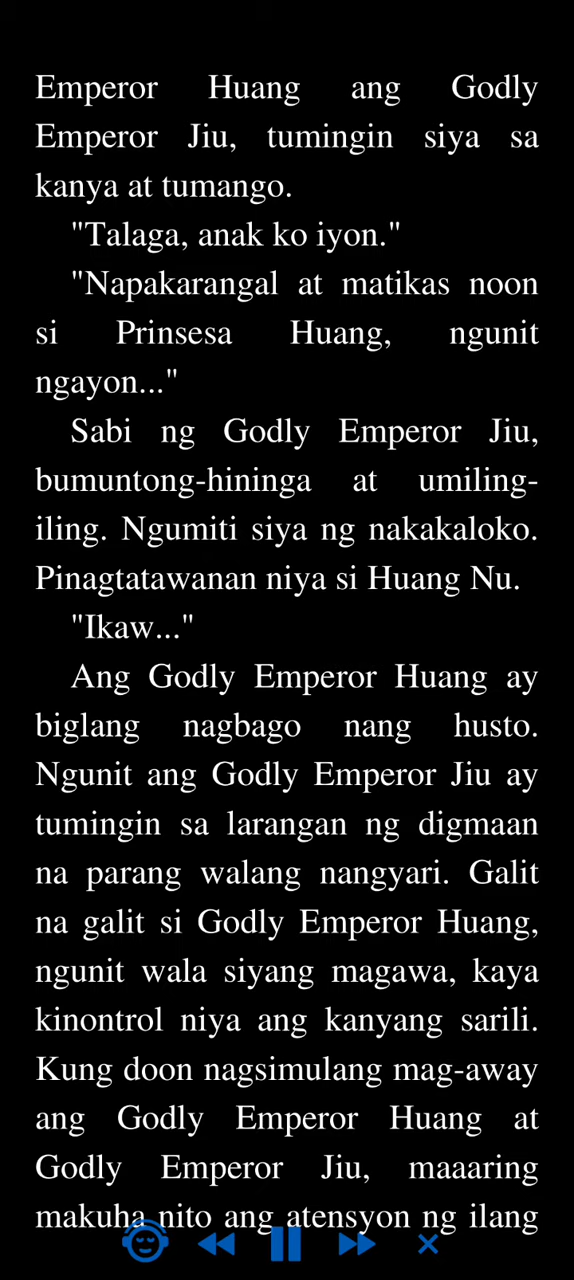 Emperor Huang ang Godly
Emperor Jiu, tumingin siya sa
kanya at tumango.
"Talaga, anak ko iyon."
"Napakarangal at matikas noon
si Prinsesa Huang, ngunit
ngayon..."
Sabi ng Godly Emperor Jiu,
bumuntong-hininga at umiling-
iling. Ngumiti siya ng nakakaloko.
Pinagtatawanan niya si Huang Nu.
"Ikaw..."
Ang Godly Emperor Huang ay
biglang nagbago nang husto.
Ngunit ang Godly Emperor Jiu ay
tumingin sa larangan ng digmaan
na parang walang nangyari. Galit
na galit si Godly Emperor Huang,
ngunit wala siyang magawa, kaya
kinontrol niya ang kanyang sarili.
Kung doon nagsimulang mag-away
ang Godly Emperor Huang at
Godly Emperor Jiu, maaaring
makuha nito ang atensyon ng ilang